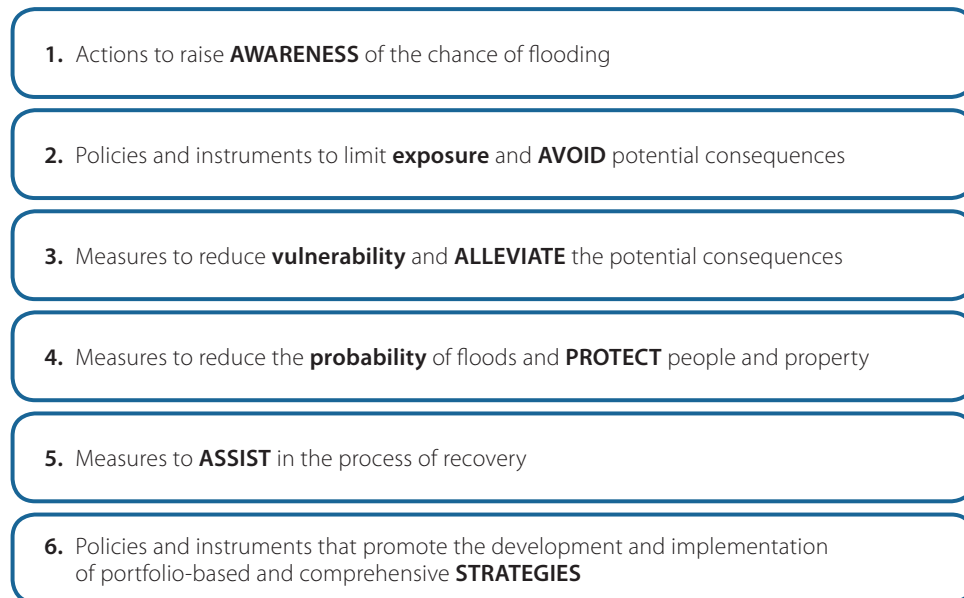 1. Actions to raise AWARENESS of the chance of flooding
2. Policies and instruments to limit exposure and AVOID potential consequences
3. Measures to reduce vulnerability and ALLEVIATE the potential consequences
4. Measures to reduce the probability of floods and PROTECT people and property
5. Measures to ASSIST in the process of recovery
6. Policies and instruments that promote the development and implementation
of portfolio-based and comprehensive STRATEGIES